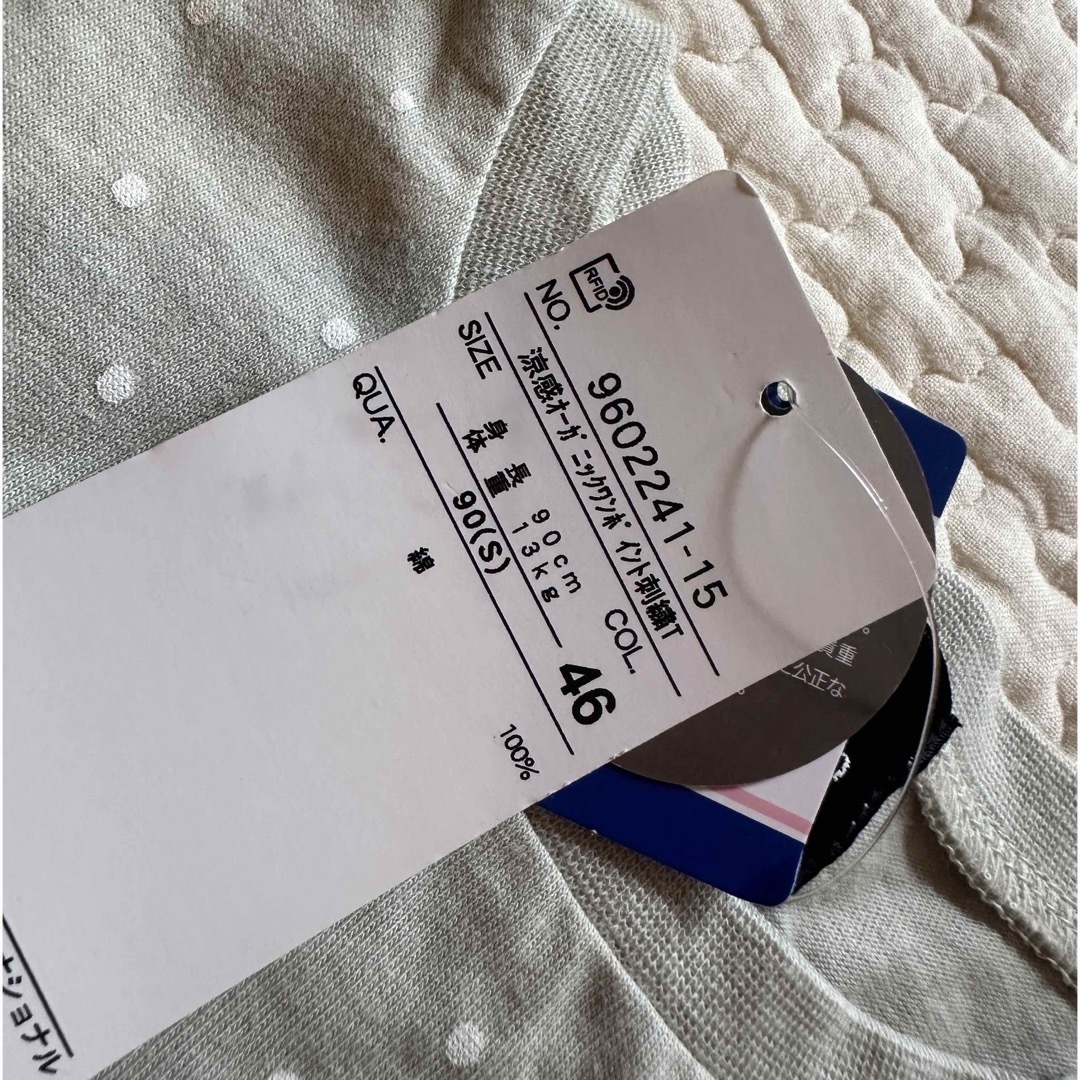 RFID
NO. 9602241-15
涼感オーガニックワンポイント刺繍T
SIZE COL.
身長 90cm
体重 13kg
90(S) 46
QUA.
綿 100%
ナショナル
。
貴重
公正な
。